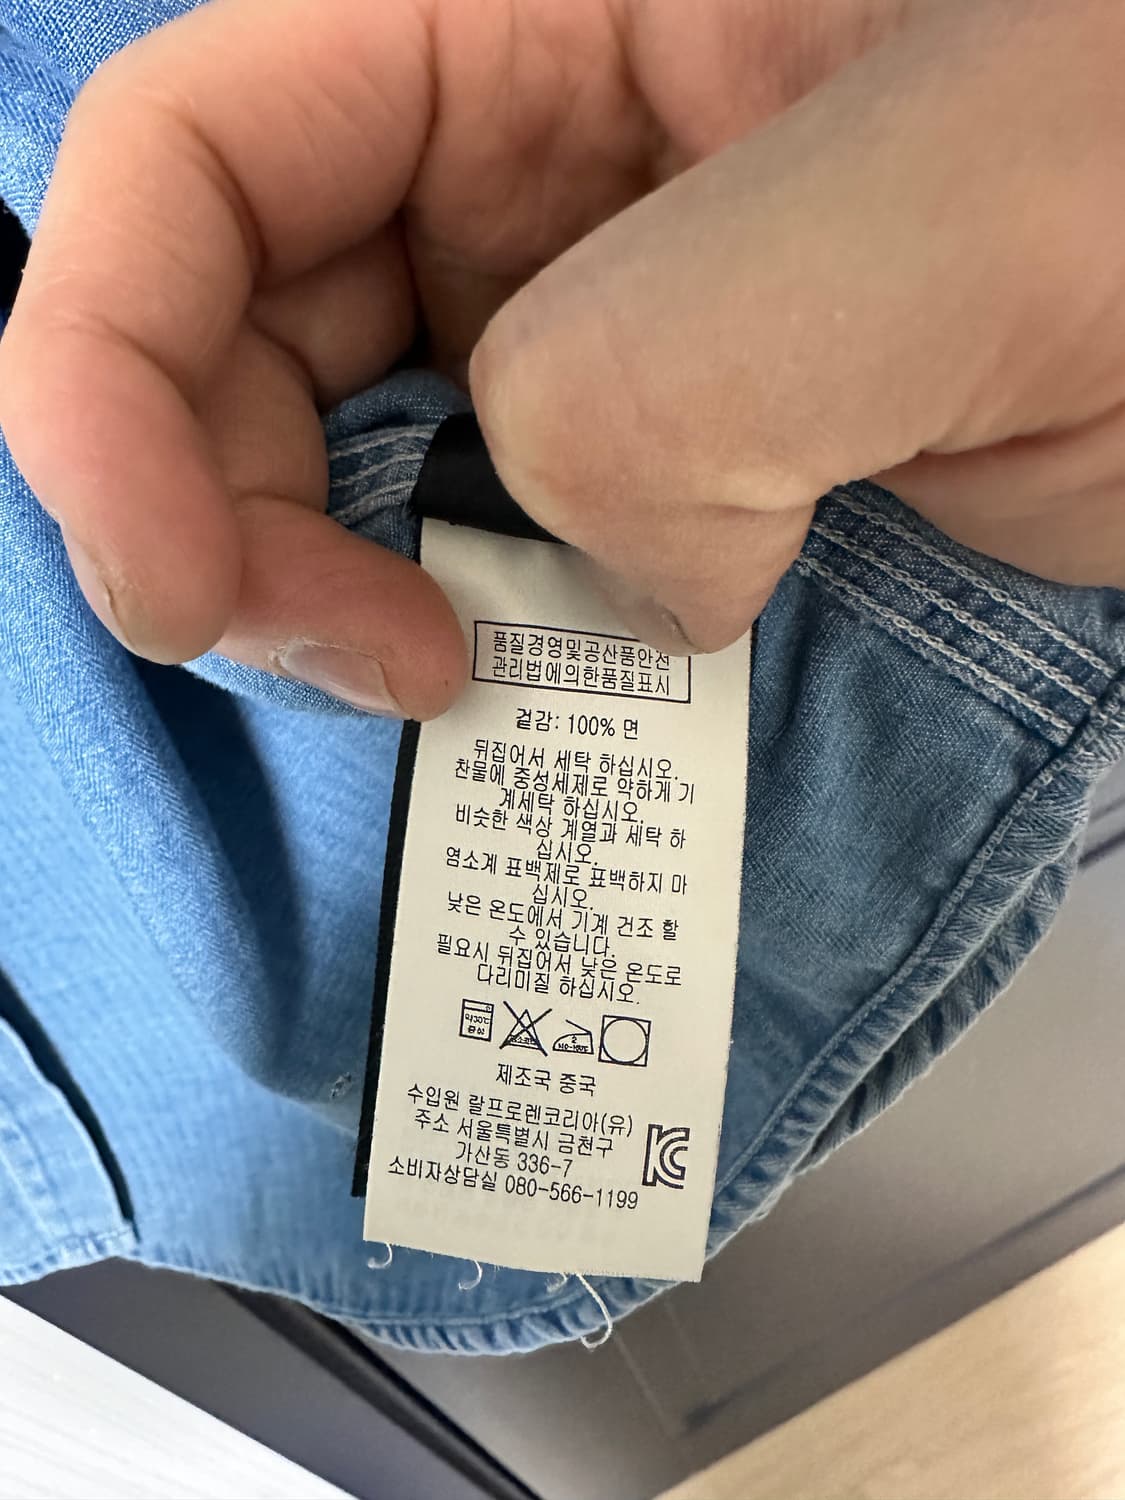 품질경영및공산품안전
관리법에의한품질표시
겉감: 100% 면
뒤집어서 세탁 하십시오.
찬물에 중성세제로 약하게 기
계세탁 하십시오.
비슷한 색상 계열과 세탁 하
십시오.
염소계 표백제로 표백하지 마
십시오.
낮은 온도에서 기계 건조 할
수 있습니다.
필요시 뒤집어서 낮은 온도로
다리미질 하십시오.
약30℃
중성
2
제조국 중국
수입원 랄프로렌코리아(유)
주소 서울특별시 금천구
가산동 336-7
소비자상담실 080-566-1199
KC